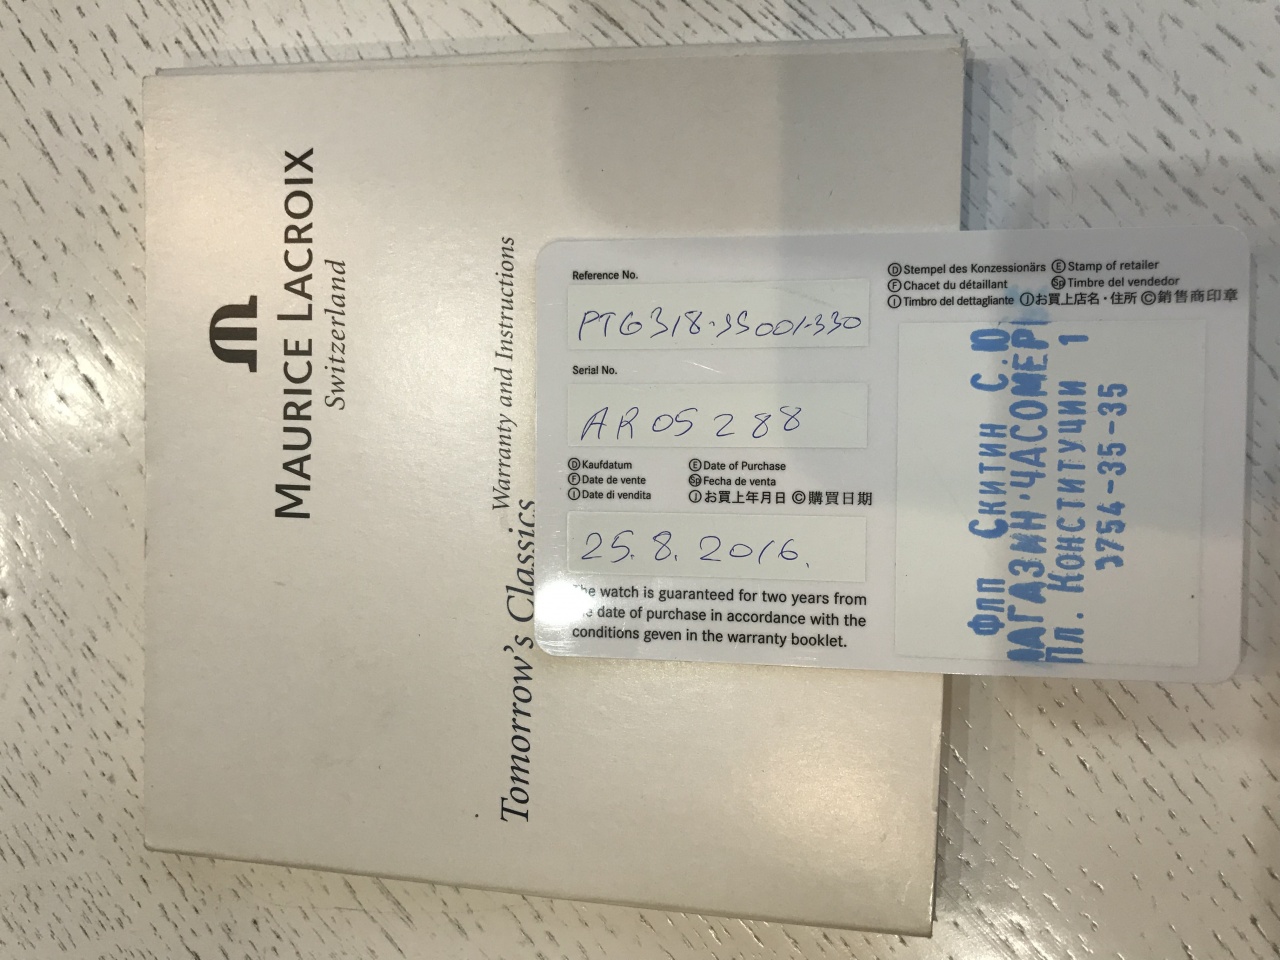 MAURICE LACROIX
Switzerland
Warranty and Instructions
Tomorrow's Classics
Reference No.
PT6318-SS001-330
Serial No.
AR05288
Ⓓ Kaufdatum Ⓔ Date of Purchase
Ⓕ Date de vente Sp Fecha de venta
Ⓘ Date di vendita Ⓙ お買上年月日 Ⓒ 購買日期
25.8.2016.
The watch is guaranteed for two years from
the date of purchase in accordance with the
conditions geven in the warranty booklet.
Ⓓ Stempel des Konzessionärs Ⓔ Stamp of retailer
Ⓕ Chacet du détaillant Sp Timbre del vendedor
Ⓘ Timbro del dettagliante Ⓙ お買上店名・住所 Ⓒ 銷售商印章
ФЛП Скитин С.Ю
МАГАЗИН·ЧАСОМЕР
Пл. Конституции 1
754-35-35